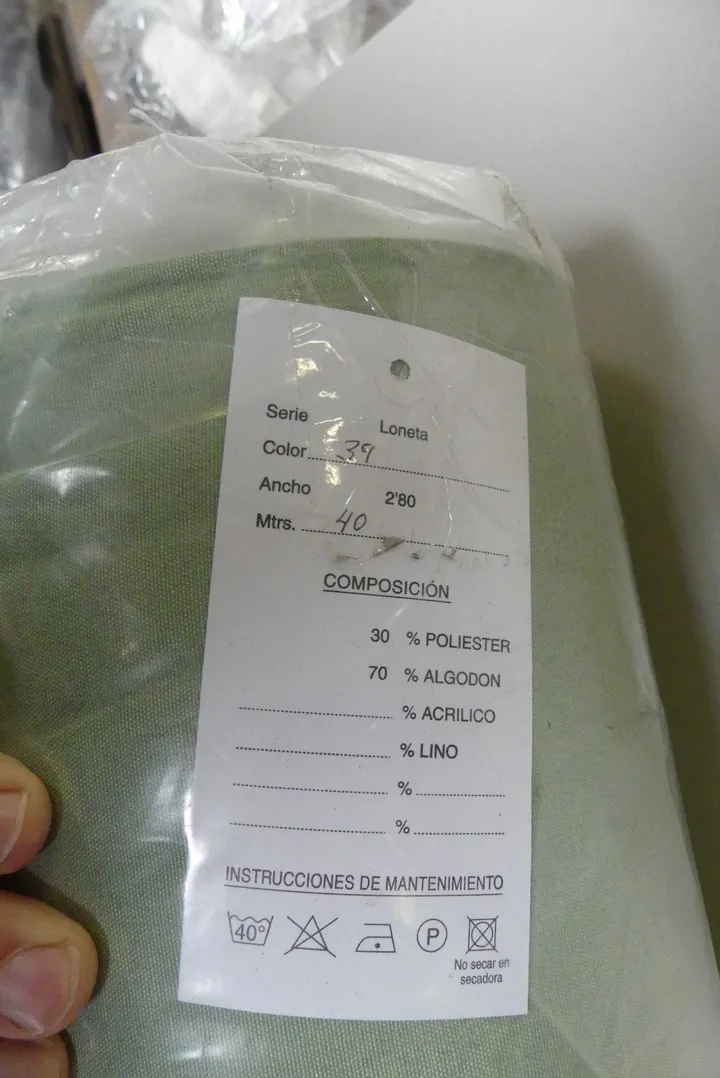 Serie Loneta
Color 39
Ancho 2'80
Mtrs. 40
COMPOSICIÓN
30 % POLIESTER
70 % ALGODON
% ACRILICO
% LINO
%
%
INSTRUCCIONES DE MANTENIMIENTO
40° P
No secar en
secadora